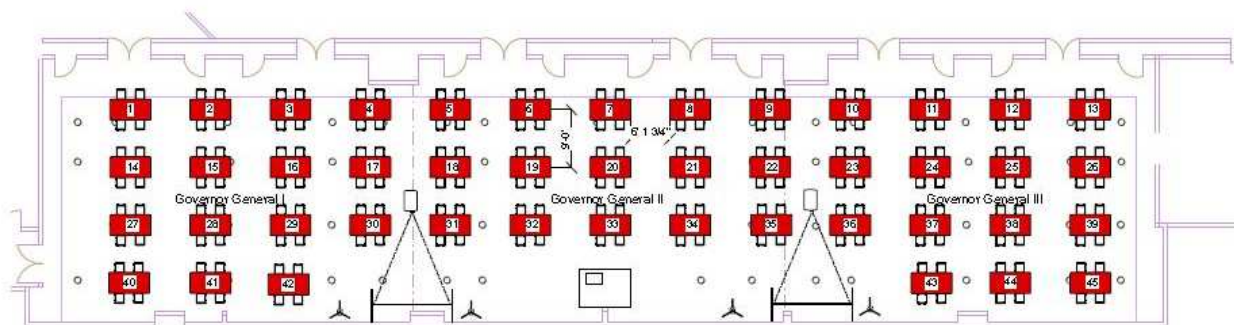 1 2 3 4 5 6 7 8 9 10 11 12 13
9'-0"
6' 1 3/4"
14 15 16 17 18 19 20 21 22 23 24 25 26
Governor General I
Governor General II
Governor General III
27 28 29 30 31 32 33 34 35 36 37 38 39
40 41 42 43 44 45